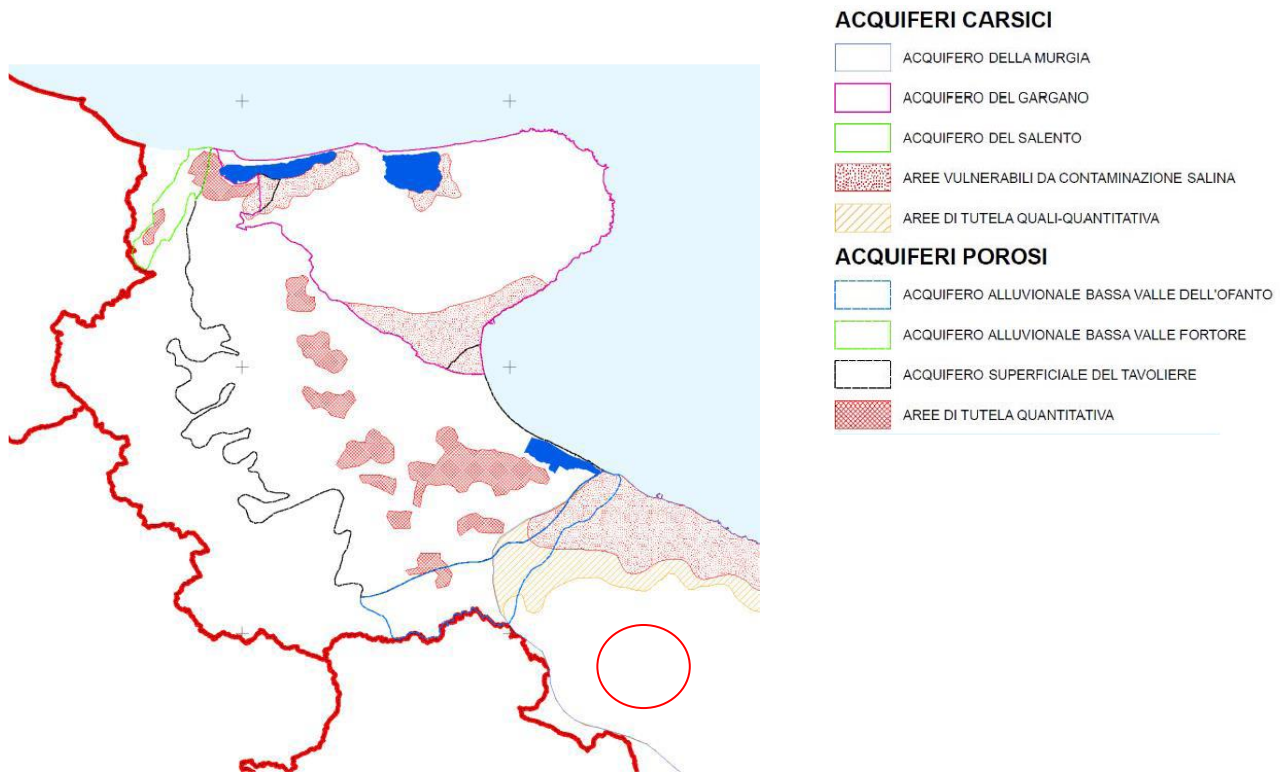 ACQUIFERI CARSICI
ACQUIFERO DELLA MURGIA
ACQUIFERO DEL GARGANO
ACQUIFERO DEL SALENTO
AREE VULNERABILI DA CONTAMINAZIONE SALINA
AREE DI TUTELA QUALI-QUANTITATIVA
ACQUIFERI POROSI
ACQUIFERO ALLUVIONALE BASSA VALLE DELL'OFANTO
ACQUIFERO ALLUVIONALE BASSA VALLE FORTORE
ACQUIFERO SUPERFICIALE DEL TAVOLIERE
AREE DI TUTELA QUANTITATIVA